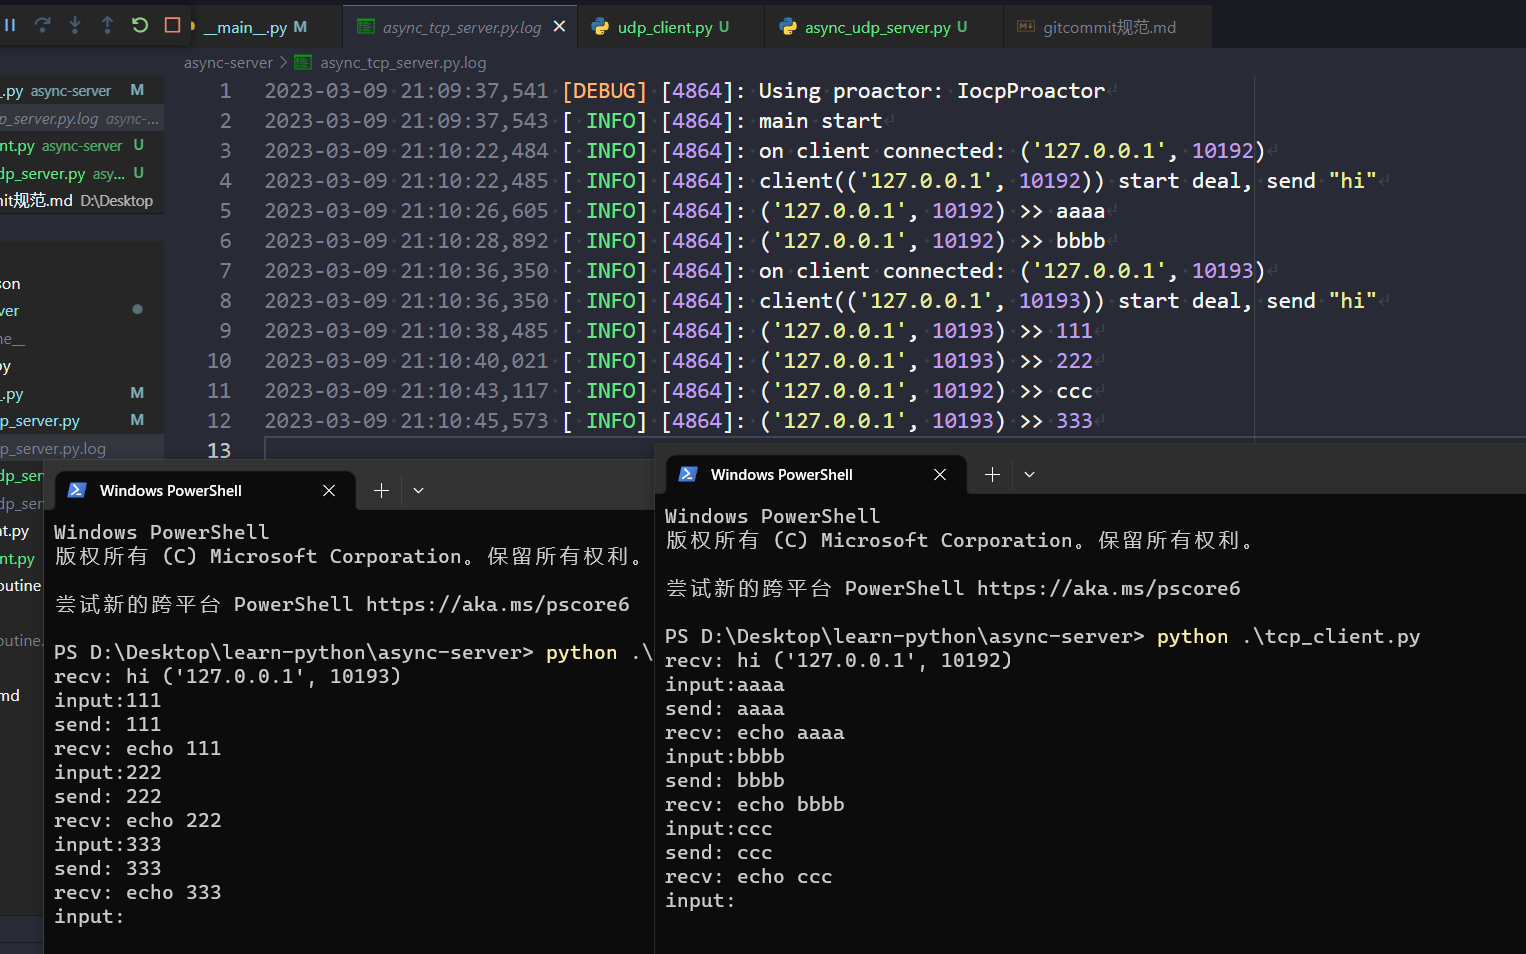 __main__.py M
async_tcp_server.py.log
udp_client.py U
async_udp_server.py U
gitcommit规范.md
async-server > async_tcp_server.py.log
.py async-server M
p_server.py.log async-...
nt.py async-server U
dp_server.py asy... U
it规范.md D:\Desktop
son
ver
ne__
py
.py M
p_server.py M
p_server.py.log
dp_ser
udp_ser
t.py
nt.py
outine
outine.
md
1 2023-03-09 21:09:37,541 [DEBUG] [4864]: Using proactor: IocpProactor
2 2023-03-09 21:09:37,543 [ INFO] [4864]: main start
3 2023-03-09 21:10:22,484 [ INFO] [4864]: on client connected: ('127.0.0.1', 10192)
4 2023-03-09 21:10:22,485 [ INFO] [4864]: client(('127.0.0.1', 10192)) start deal, send "hi"
5 2023-03-09 21:10:26,605 [ INFO] [4864]: ('127.0.0.1', 10192) >> aaaa
6 2023-03-09 21:10:28,892 [ INFO] [4864]: ('127.0.0.1', 10192) >> bbbb
7 2023-03-09 21:10:36,350 [ INFO] [4864]: on client connected: ('127.0.0.1', 10193)
8 2023-03-09 21:10:36,350 [ INFO] [4864]: client(('127.0.0.1', 10193)) start deal, send "hi"
9 2023-03-09 21:10:38,485 [ INFO] [4864]: ('127.0.0.1', 10193) >> 111
10 2023-03-09 21:10:40,021 [ INFO] [4864]: ('127.0.0.1', 10193) >> 222
11 2023-03-09 21:10:43,117 [ INFO] [4864]: ('127.0.0.1', 10192) >> ccc
12 2023-03-09 21:10:45,573 [ INFO] [4864]: ('127.0.0.1', 10193) >> 333
13
Windows PowerShell
Windows PowerShell
版权所有 (C) Microsoft Corporation。保留所有权利。
尝试新的跨平台 PowerShell https://aka.ms/pscore6
PS D:\Desktop\learn-python\async-server> python .\
recv: hi ('127.0.0.1', 10193)
input:111
send: 111
recv: echo 111
input:222
send: 222
recv: echo 222
input:333
send: 333
recv: echo 333
input:
Windows PowerShell
Windows PowerShell
版权所有 (C) Microsoft Corporation。保留所有权利。
尝试新的跨平台 PowerShell https://aka.ms/pscore6
PS D:\Desktop\learn-python\async-server> python .\tcp_client.py
recv: hi ('127.0.0.1', 10192)
input:aaaa
send: aaaa
recv: echo aaaa
input:bbbb
send: bbbb
recv: echo bbbb
input:ccc
send: ccc
recv: echo ccc
input: